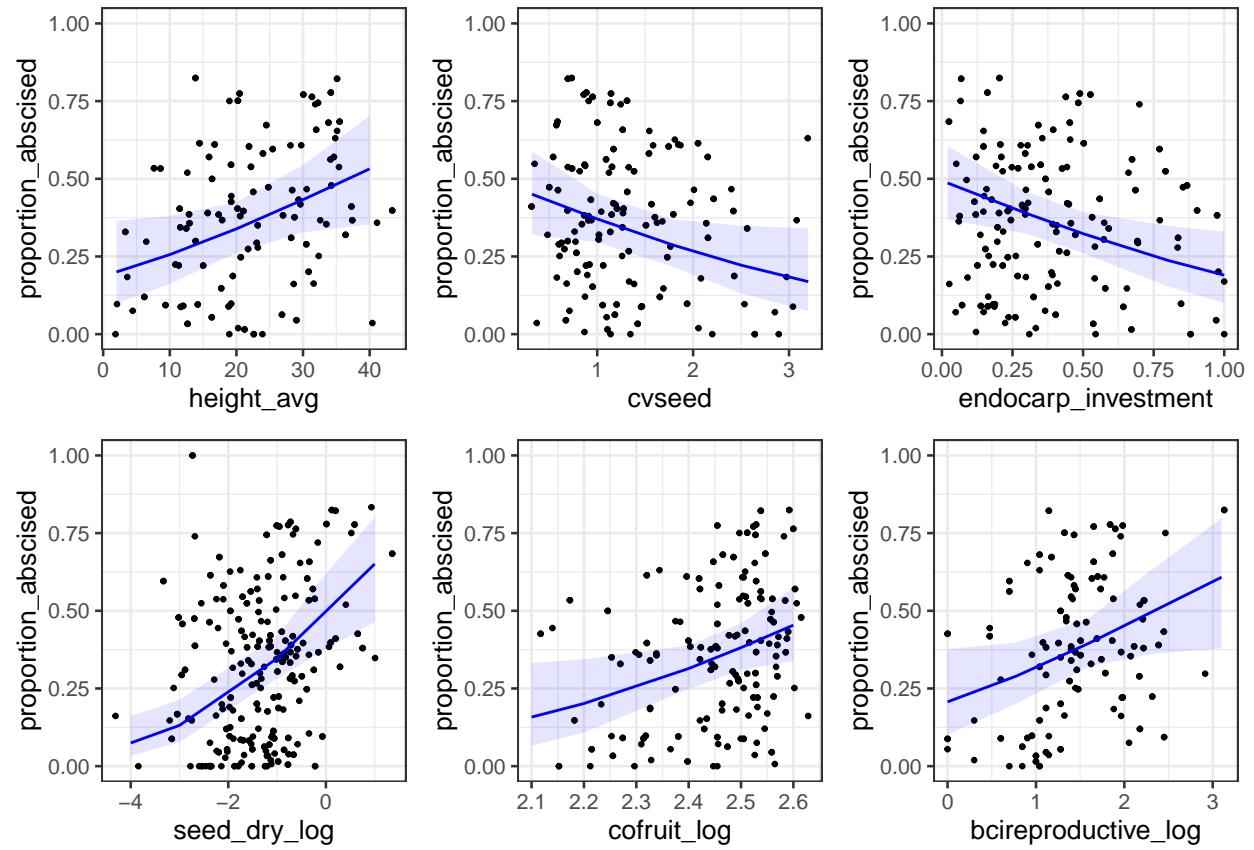 1.00
0.75
0.50
0.25
0.00
proportion_abscised
0 10 20 30 40
height_avg
1.00
0.75
0.50
0.25
0.00
proportion_abscised
1 2 3
cvseed
1.00
0.75
0.50
0.25
0.00
proportion_abscised
0.00 0.25 0.50 0.75 1.00
endocarp_investment
1.00
0.75
0.50
0.25
0.00
proportion_abscised
−4 −2 0
seed_dry_log
1.00
0.75
0.50
0.25
0.00
proportion_abscised
2.1 2.2 2.3 2.4 2.5 2.6
cofruit_log
1.00
0.75
0.50
0.25
0.00
proportion_abscised
0 1 2 3
bcireproductive_log